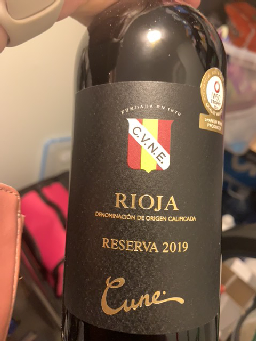 FUNDADA EN 1879
C.V.N.E.
RIOJA
DENOMINACIÓN DE ORIGEN CALIFICADA
RESERVA 2019
Cune